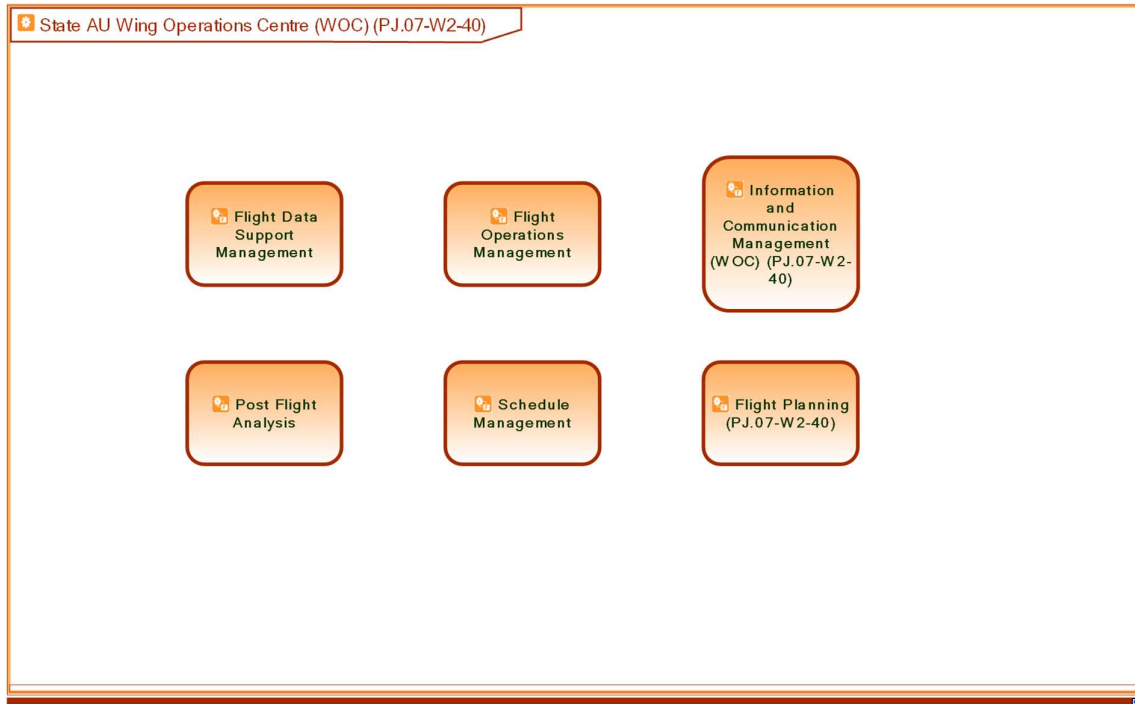 State AU Wing Operations Centre (WOC) (PJ.07-W2-40)
Flight Data
Support
Management
Flight
Operations
Management
Information
and
Communication
Management
(WOC) (PJ.07-W2-
40)
Post Flight
Analysis
Schedule
Management
Flight Planning
(PJ.07-W2-40)